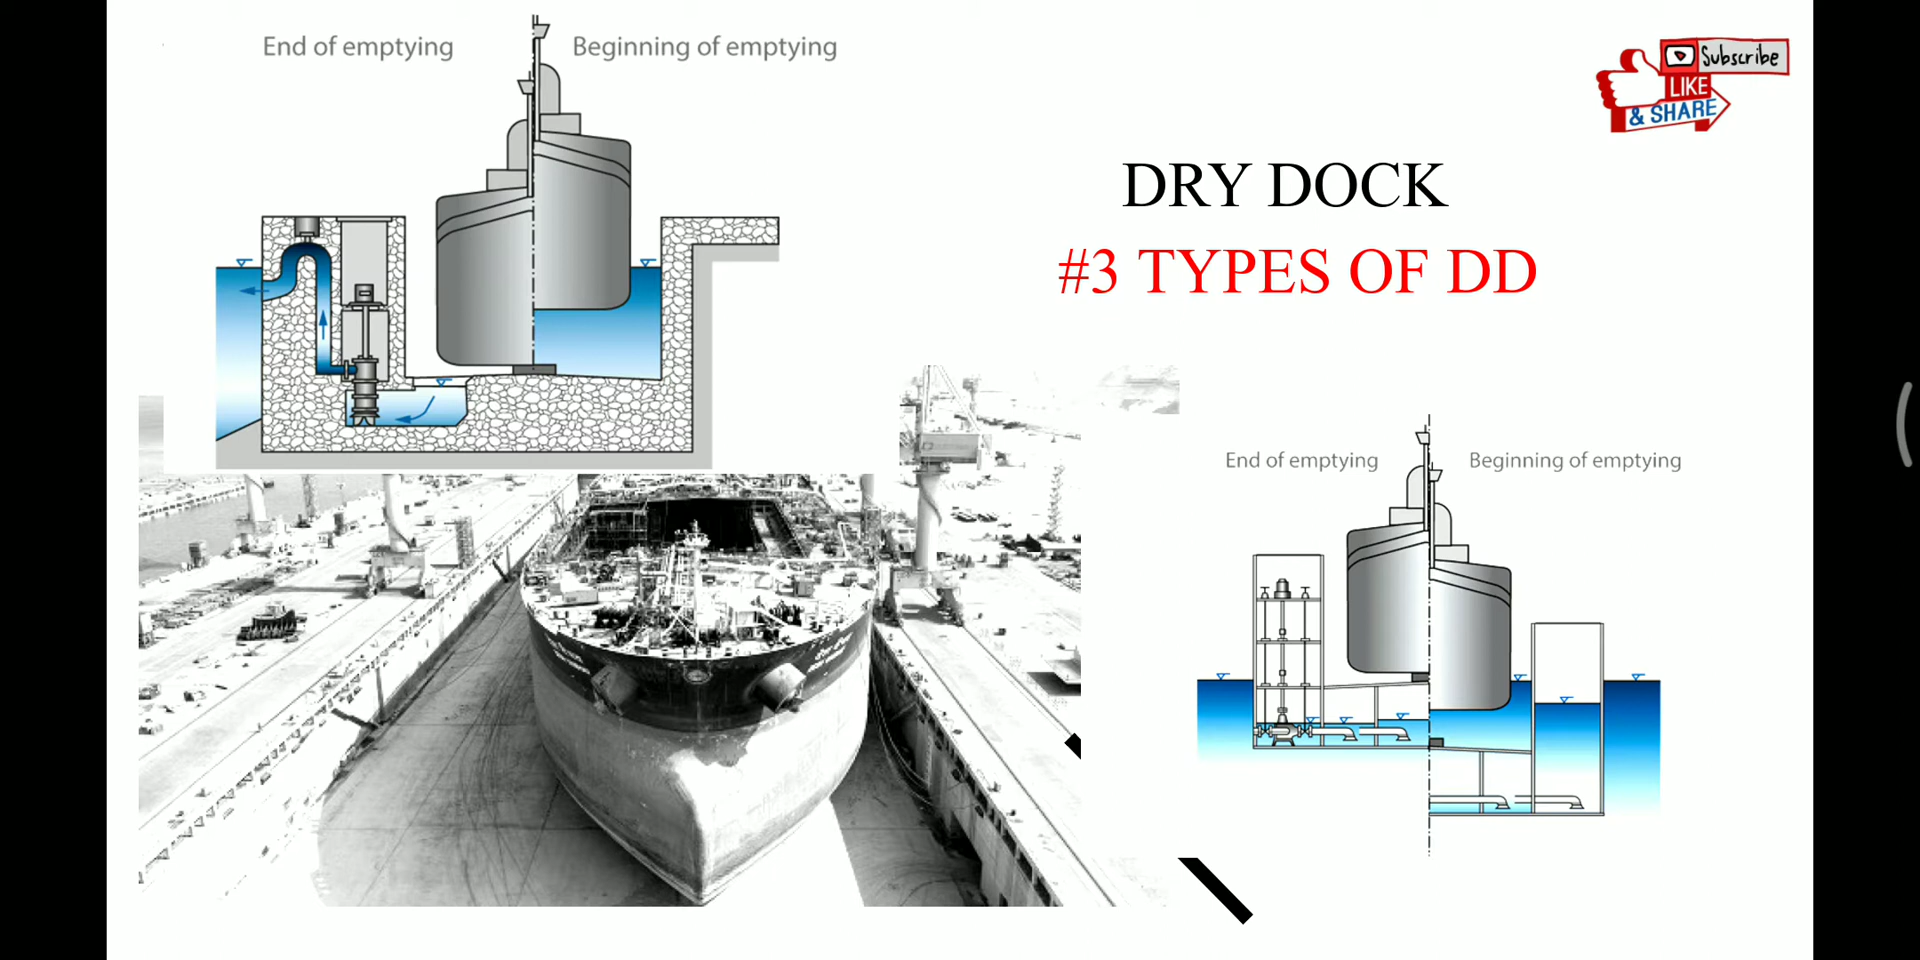 End of emptying
Beginning of emptying
Subscribe
LIKE
& SHARE
DRY DOCK
#3 TYPES OF DD
End of emptying
Beginning of emptying